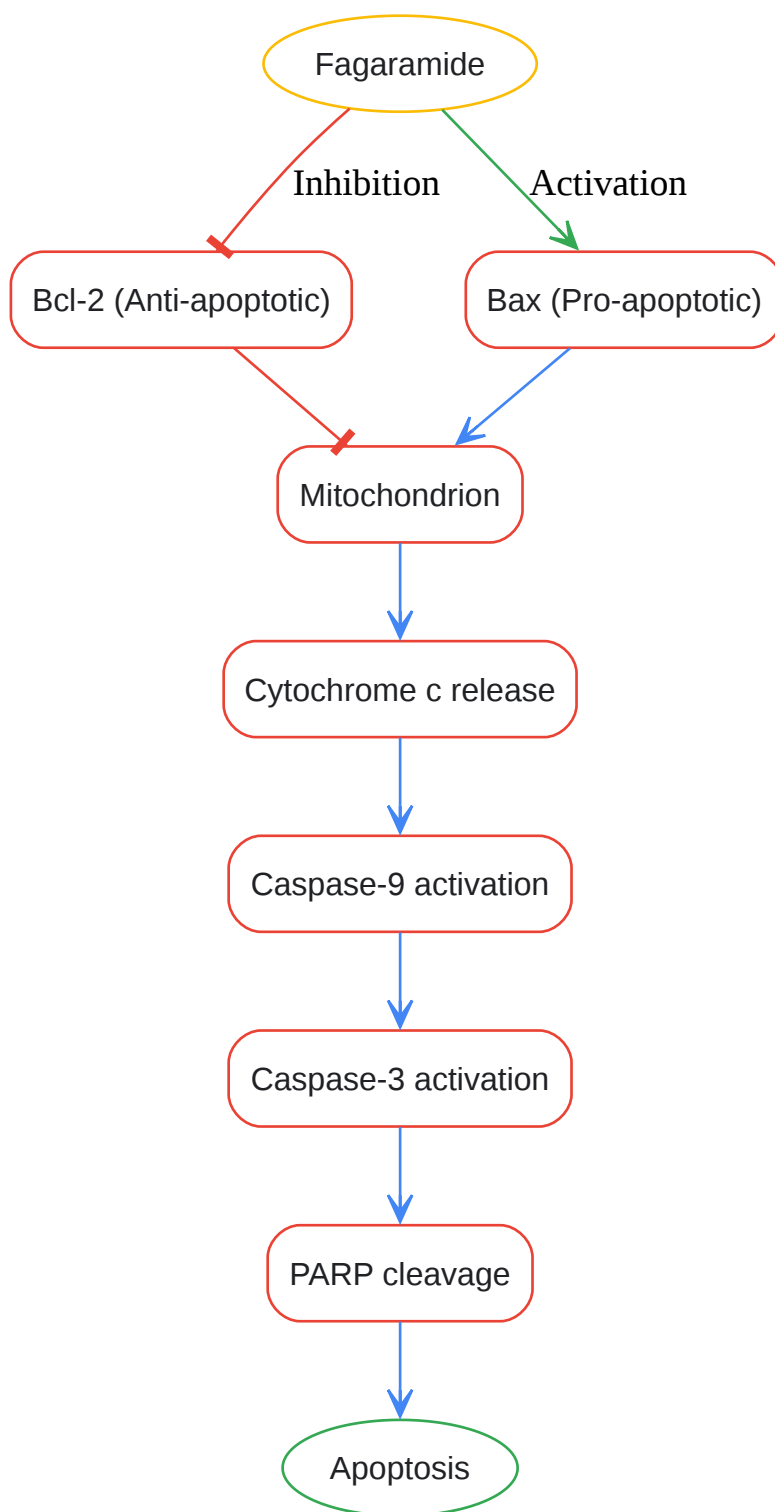 Fagaramide
Inhibition
Activation
Bcl-2 (Anti-apoptotic)
Bax (Pro-apoptotic)
Mitochondrion
Cytochrome c release
Caspase-9 activation
Caspase-3 activation
PARP cleavage
Apoptosis